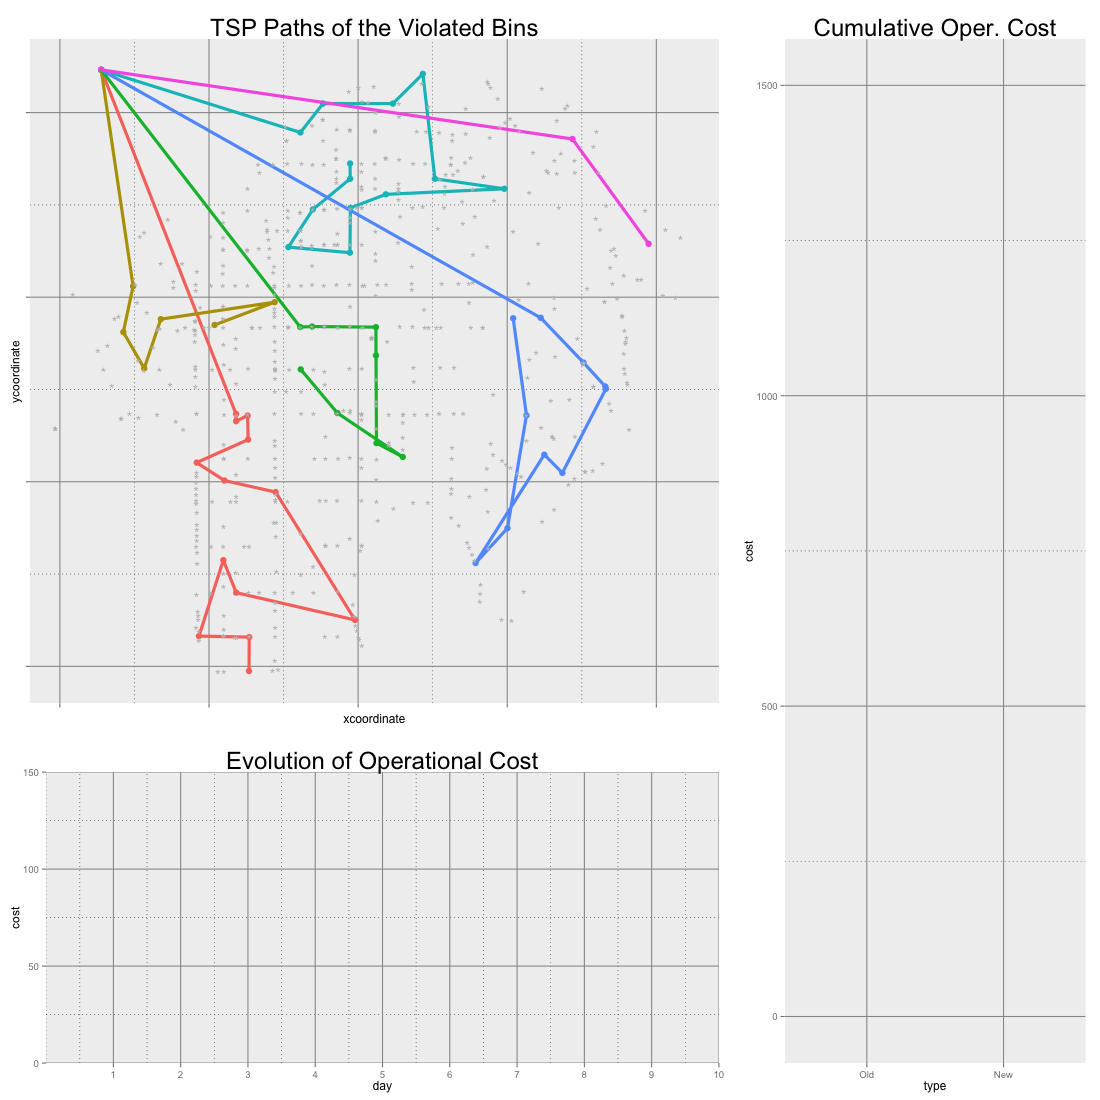 TSP Paths of the Violated Bins
ycoordinate
xcoordinate
Evolution of Operational Cost
150
100
50
0
cost
1 2 3 4 5 6 7 8 9 10
day
Cumulative Oper. Cost
1500
1000
500
0
cost
Old New
type